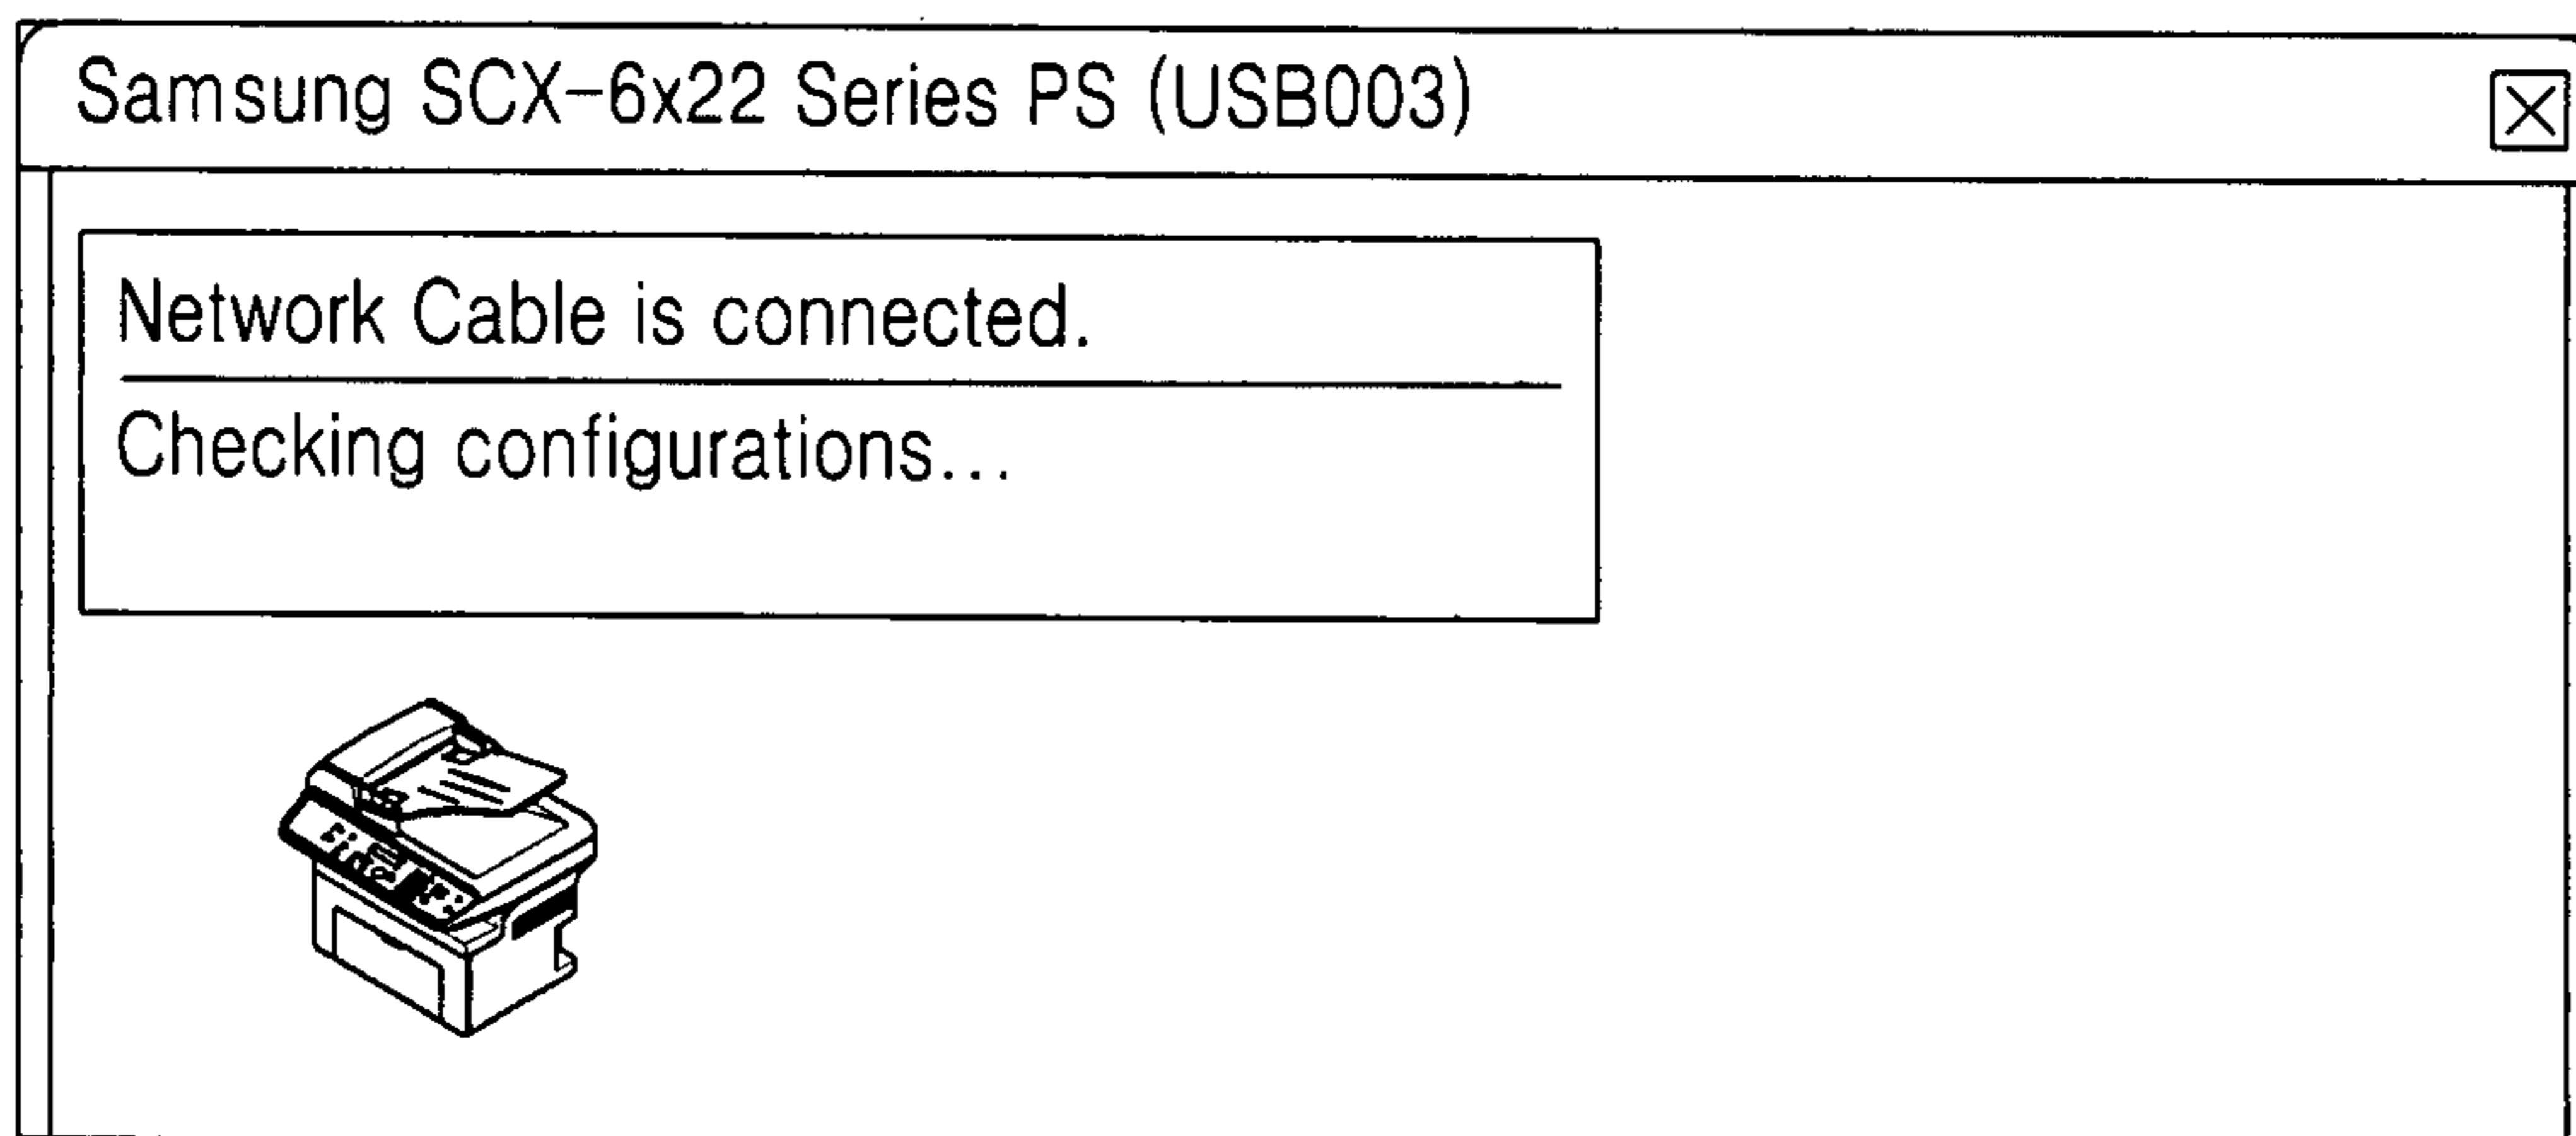 Samsung SCX-6x22 Series PS (USB003)
Network Cable is connected.
Checking configurations...